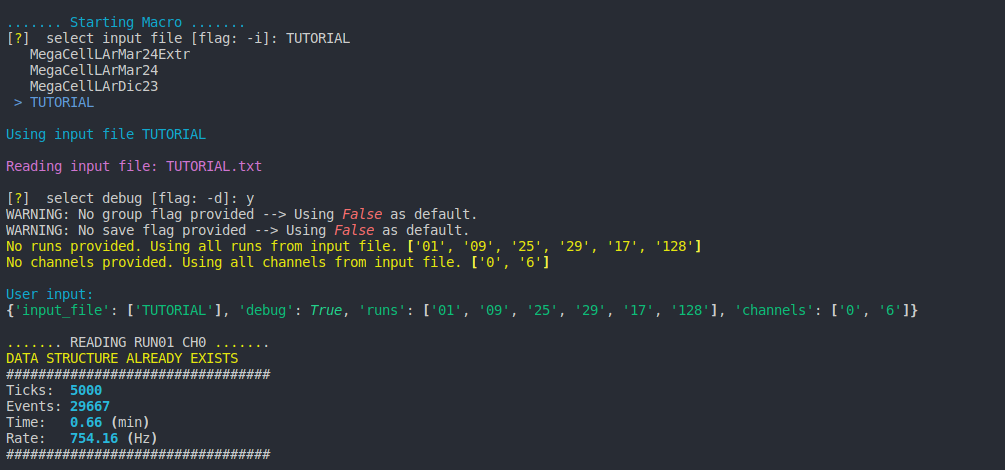 ....... Starting Macro .......
[?]  select input file [flag: -i]: TUTORIAL
   MegaCellLArMar24Extr
   MegaCellLArMar24
   MegaCellLArDic23
 > TUTORIAL
Using input file TUTORIAL
Reading input file: TUTORIAL.txt
[?]  select debug [flag: -d]: y
WARNING: No group flag provided --> Using False as default.
WARNING: No save flag provided --> Using False as default.
No runs provided. Using all runs from input file. ['01', '09', '25', '29', '17', '128']
No channels provided. Using all channels from input file. ['0', '6']
User input:
{'input_file': ['TUTORIAL'], 'debug': True, 'runs': ['01', '09', '25', '29', '17', '128'], 'channels': ['0', '6']}
....... READING RUN01 CH0 .......
DATA STRUCTURE ALREADY EXISTS
#################################
Ticks:  5000
Events: 29667
Time:   0.66 (min)
Rate:   754.16 (Hz)
#################################